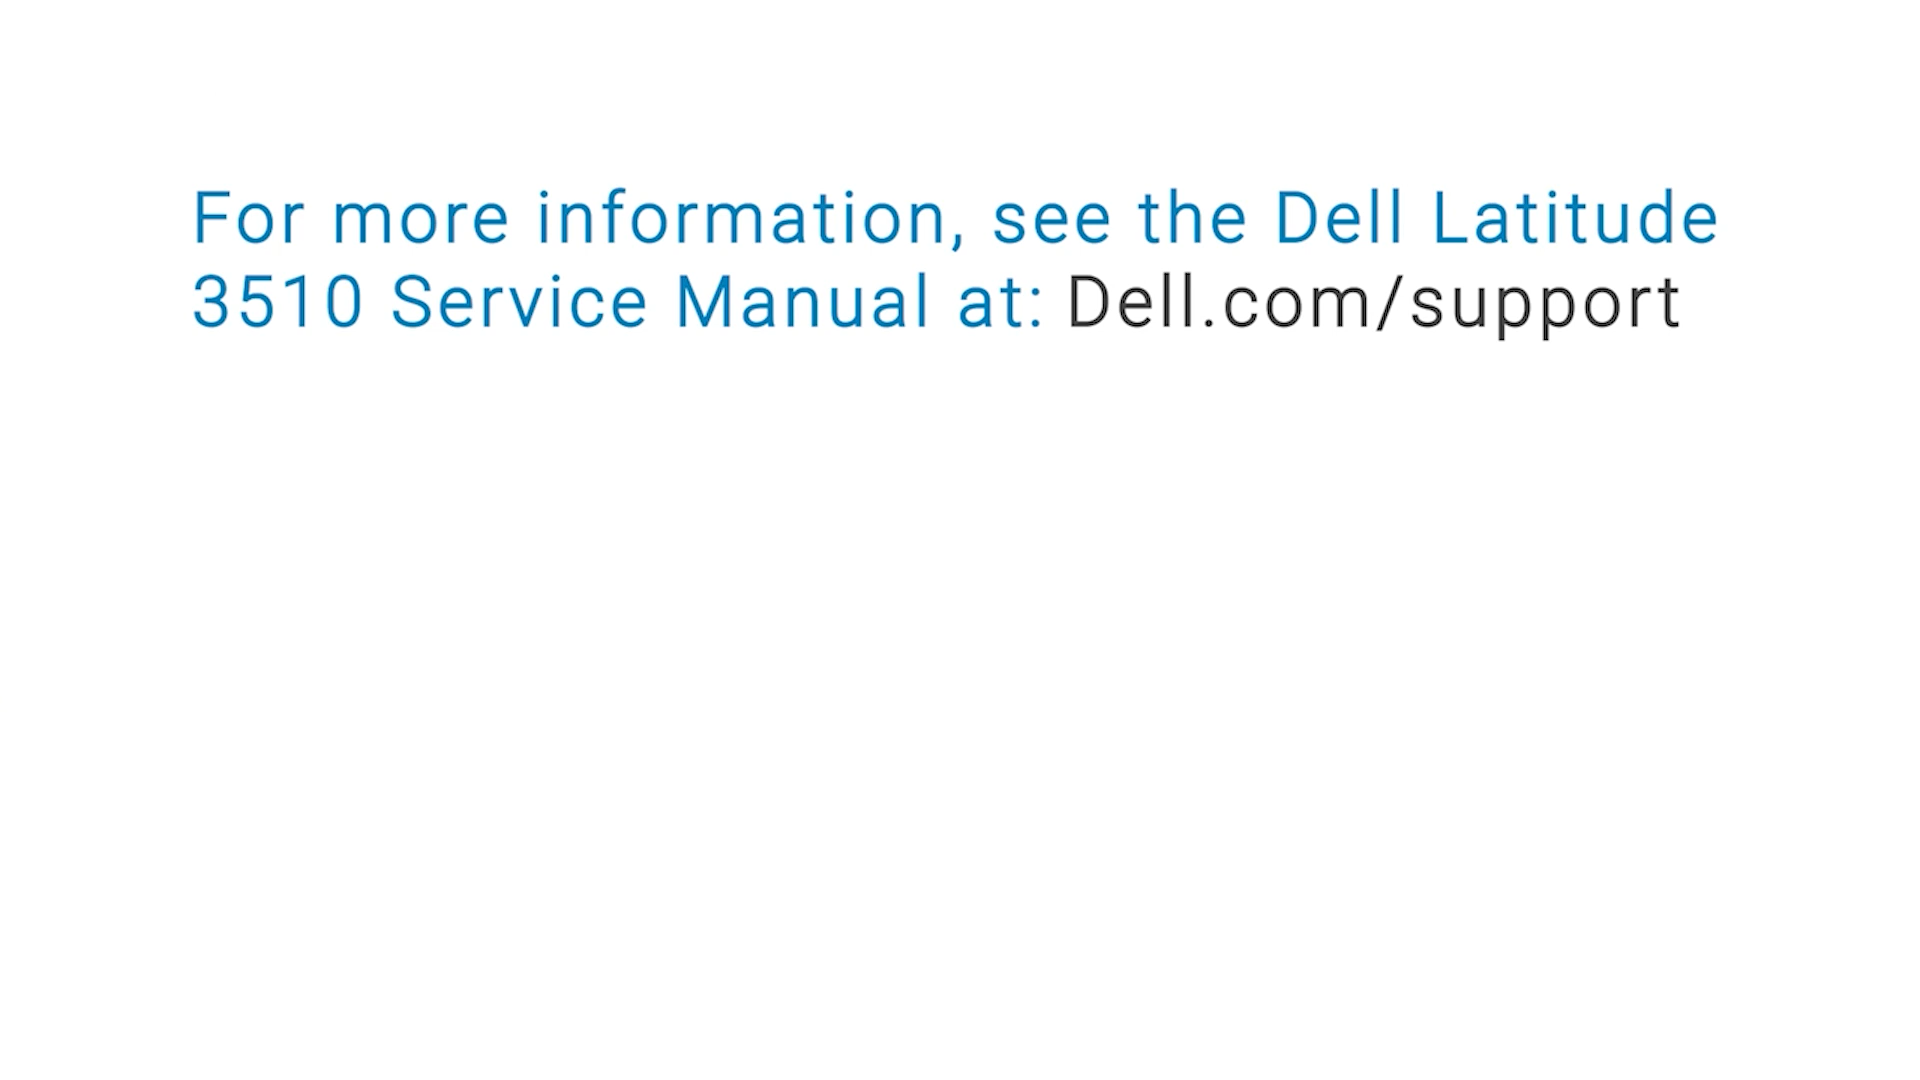 For more information, see the Dell Latitude
3510 Service Manual at: Dell.com/support